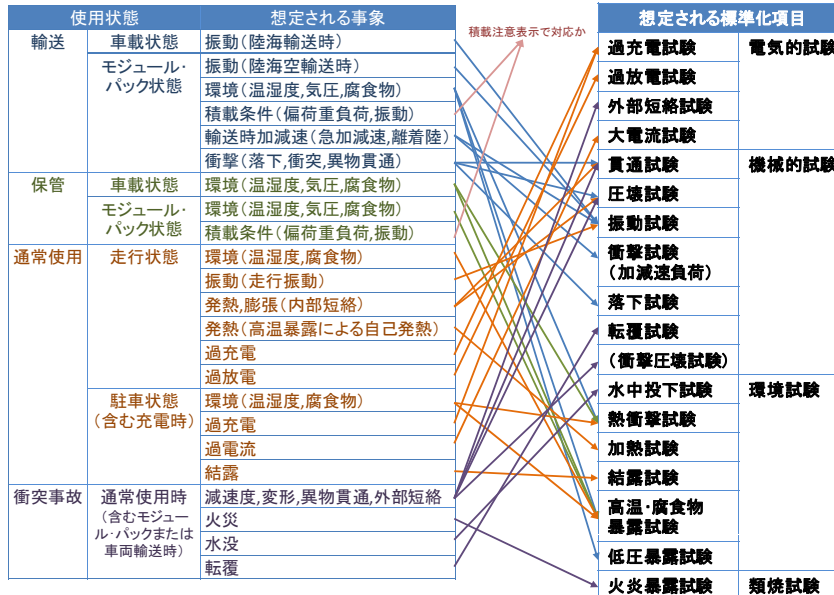 使用状態 想定される事象
輸送 車載状態 振動（陸海輸送時）
モジュール・
パック状態
振動（陸海空輸送時）
環境（温湿度,気圧,腐食物）
積載条件（偏荷重負荷,振動）
輸送時加減速（急加減速,離着陸）
衝撃（落下,衝突,異物貫通）
保管 車載状態 環境（温湿度,気圧,腐食物）
モジュール・
パック状態
環境（温湿度,気圧,腐食物）
積載条件（偏荷重負荷,振動）
通常使用 走行状態 環境（温湿度,腐食物）
振動（走行振動）
発熱,膨張（内部短絡）
発熱（高温暴露による自己発熱）
過充電
過放電
駐車状態
（含む充電時）
環境（温湿度,腐食物）
過充電
過電流
結露
衝突事故 通常使用時
（含むモジュー
ル・パックまたは
車両輸送時）
減速度,変形,異物貫通,外部短絡
火災
水没
転覆
積載注意表示で対応か
想定される標準化項目
過充電試験 電気的試験
過放電試験
外部短絡試験
大電流試験
貫通試験 機械的試験
圧壊試験
振動試験
衝撃試験
（加減速負荷）
落下試験
転覆試験
（衝撃圧壊試験）
水中投下試験 環境試験
熱衝撃試験
加熱試験
結露試験
高温・腐食物
暴露試験
低圧暴露試験
火炎暴露試験 類焼試験